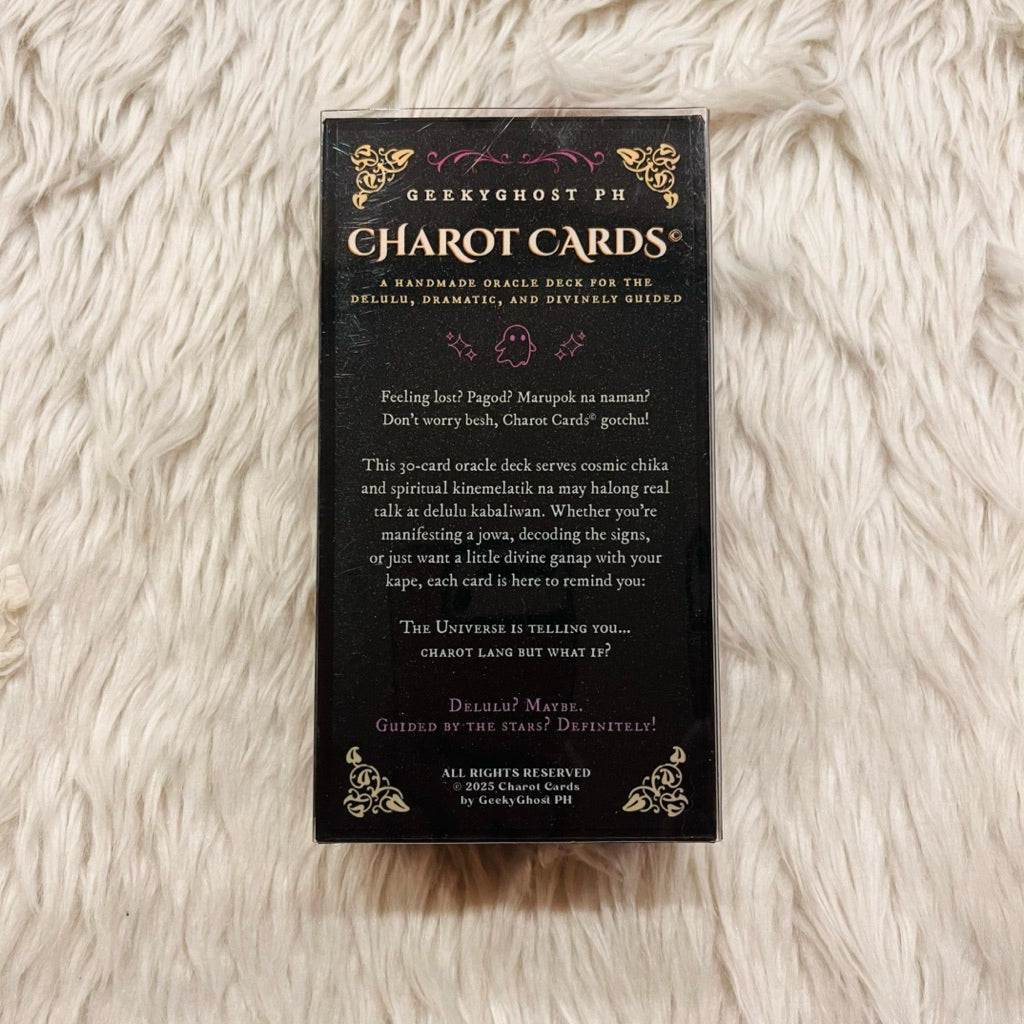 GEEKYGHOST PH
CHAROT CARDS©
A HANDMADE ORACLE DECK FOR THE
DELULU, DRAMATIC, AND DIVINELY GUIDED
Feeling lost? Pagod? Marupok na naman?
Don't worry besh, Charot Cards© gotchu!
This 30-card oracle deck serves cosmic chika
and spiritual kinemelatik na may halong real
talk at delulu kabaliwan. Whether you're
manifesting a jowa, decoding the signs,
or just want a little divine ganap with your
kape, each card is here to remind you:
The Universe is telling you...
charot lang but what if?
Delulu? Maybe.
Guided by the stars? Definitely!
ALL RIGHTS RESERVED
© 2025 Charot Cards
by GeekyGhost PH